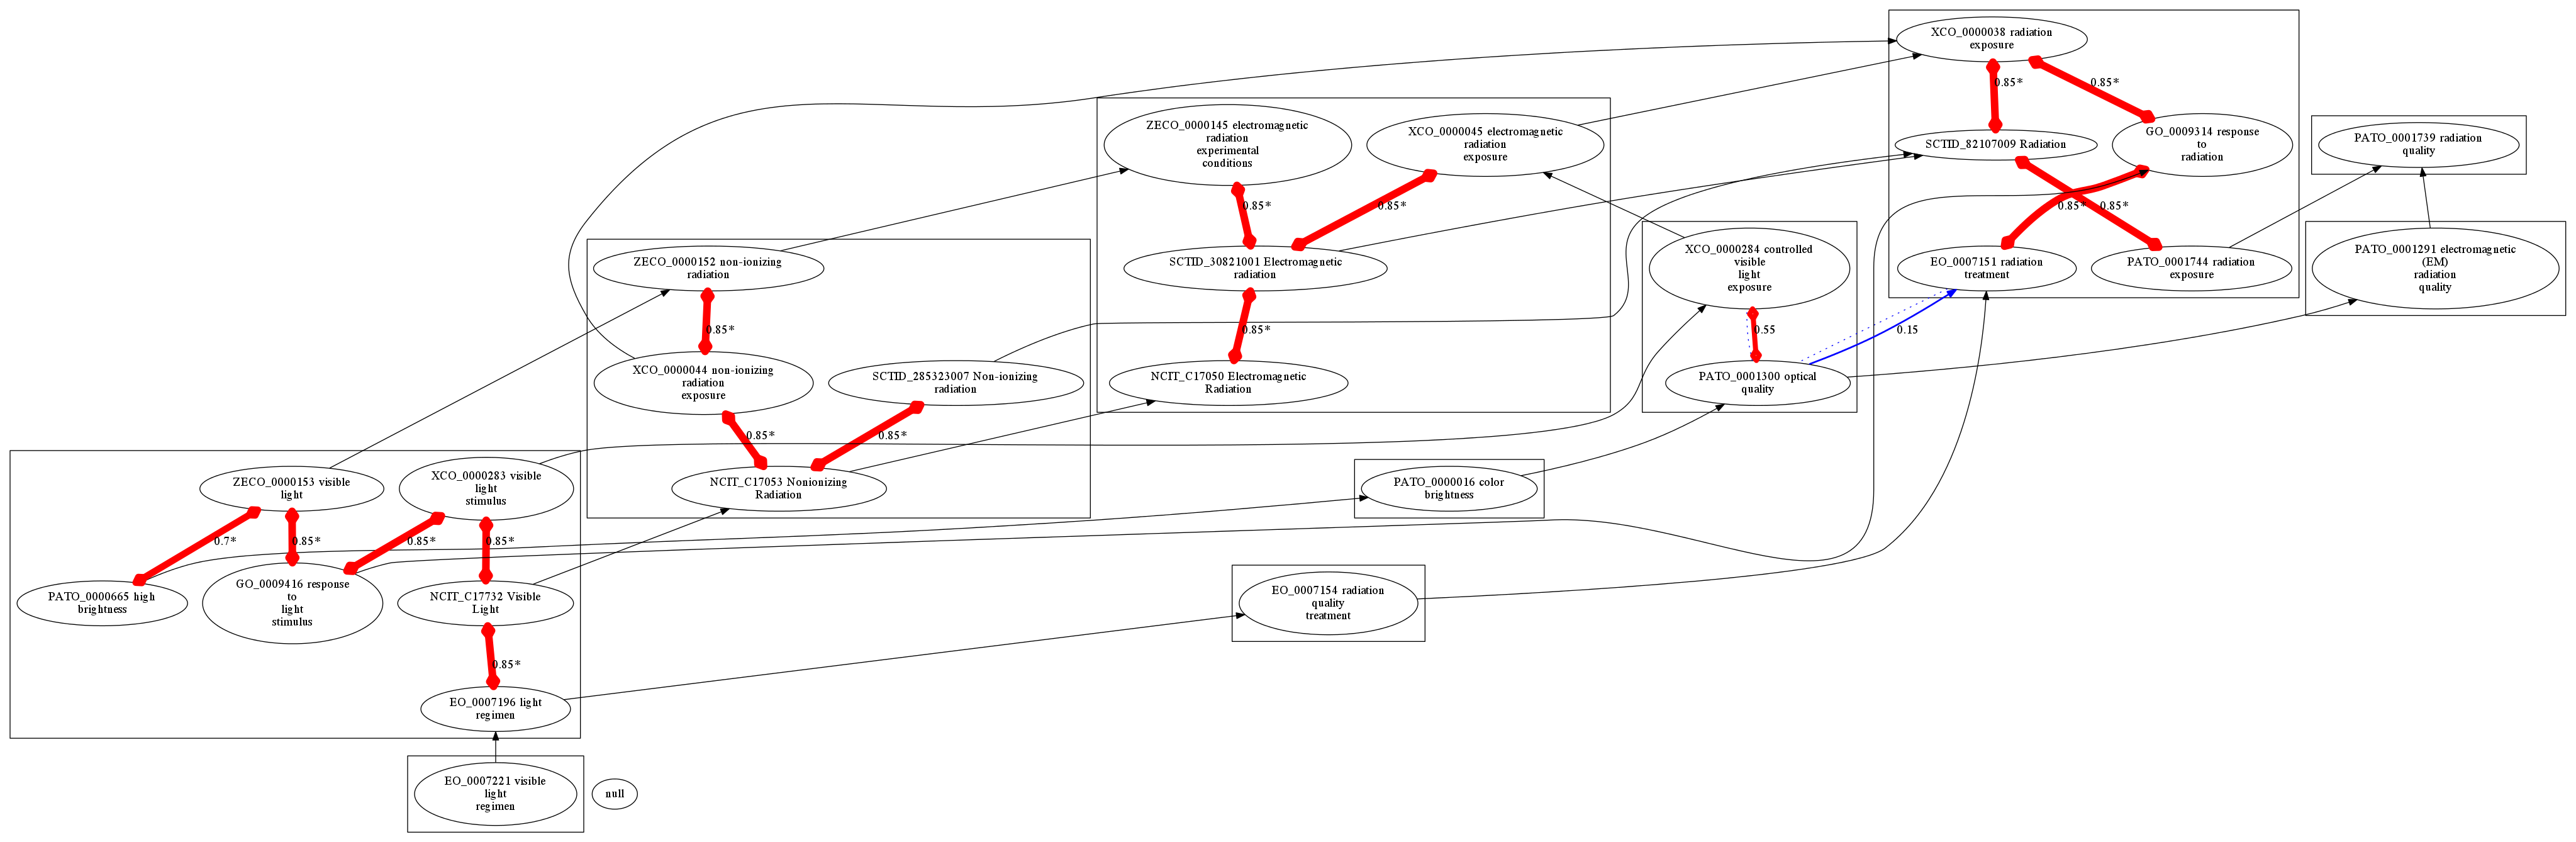 XCO_0000038 radiation
exposure
0.85*
0.85*
ZECO_0000145 electromagnetic
radiation
experimental
conditions
XCO_0000045 electromagnetic
radiation
exposure
SCTID_82107009 Radiation
GO_0009314 response
to
radiation
PATO_0001739 radiation
quality
0.85*
0.85*
0.85*
0.85*
ZECO_0000152 non-ionizing
radiation
SCTID_30821001 Electromagnetic
radiation
XCO_0000284 controlled
visible
light
exposure
EO_0007151 radiation
treatment
PATO_0001744 radiation
exposure
PATO_0001291 electromagnetic
(EM)
radiation
quality
0.85*
0.85*
0.55
0.15
XCO_0000044 non-ionizing
radiation
exposure
SCTID_285323007 Non-ionizing
radiation
NCIT_C17050 Electromagnetic
Radiation
PATO_0001300 optical
quality
0.85*
0.85*
ZECO_0000153 visible
light
XCO_0000283 visible
light
stimulus
NCIT_C17053 Nonionizing
Radiation
PATO_0000016 color
brightness
0.7*
0.85*
0.85*
0.85*
PATO_0000665 high
brightness
GO_0009416 response
to
light
stimulus
NCIT_C17732 Visible
Light
EO_0007154 radiation
quality
treatment
0.85*
EO_0007196 light
regimen
EO_0007221 visible
light
regimen
null